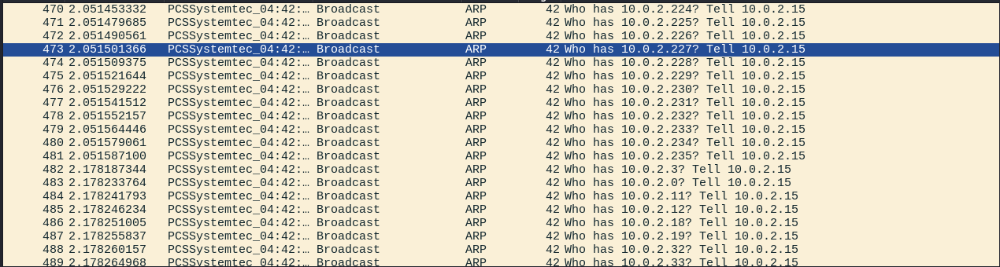 470 2.051453332 PCSSystemtec_04:42:… Broadcast ARP 42 Who has 10.0.2.224? Tell 10.0.2.15
471 2.051479685 PCSSystemtec_04:42:… Broadcast ARP 42 Who has 10.0.2.225? Tell 10.0.2.15
472 2.051490561 PCSSystemtec_04:42:… Broadcast ARP 42 Who has 10.0.2.226? Tell 10.0.2.15
473 2.051501366 PCSSystemtec_04:42:… Broadcast ARP 42 Who has 10.0.2.227? Tell 10.0.2.15
474 2.051509375 PCSSystemtec_04:42:… Broadcast ARP 42 Who has 10.0.2.228? Tell 10.0.2.15
475 2.051521644 PCSSystemtec_04:42:… Broadcast ARP 42 Who has 10.0.2.229? Tell 10.0.2.15
476 2.051529222 PCSSystemtec_04:42:… Broadcast ARP 42 Who has 10.0.2.230? Tell 10.0.2.15
477 2.051541512 PCSSystemtec_04:42:… Broadcast ARP 42 Who has 10.0.2.231? Tell 10.0.2.15
478 2.051552157 PCSSystemtec_04:42:… Broadcast ARP 42 Who has 10.0.2.232? Tell 10.0.2.15
479 2.051564446 PCSSystemtec_04:42:… Broadcast ARP 42 Who has 10.0.2.233? Tell 10.0.2.15
480 2.051579061 PCSSystemtec_04:42:… Broadcast ARP 42 Who has 10.0.2.234? Tell 10.0.2.15
481 2.051587100 PCSSystemtec_04:42:… Broadcast ARP 42 Who has 10.0.2.235? Tell 10.0.2.15
482 2.178187344 PCSSystemtec_04:42:… Broadcast ARP 42 Who has 10.0.2.3? Tell 10.0.2.15
483 2.178233764 PCSSystemtec_04:42:… Broadcast ARP 42 Who has 10.0.2.0? Tell 10.0.2.15
484 2.178241793 PCSSystemtec_04:42:… Broadcast ARP 42 Who has 10.0.2.11? Tell 10.0.2.15
485 2.178246234 PCSSystemtec_04:42:… Broadcast ARP 42 Who has 10.0.2.12? Tell 10.0.2.15
486 2.178251005 PCSSystemtec_04:42:… Broadcast ARP 42 Who has 10.0.2.18? Tell 10.0.2.15
487 2.178255837 PCSSystemtec_04:42:… Broadcast ARP 42 Who has 10.0.2.19? Tell 10.0.2.15
488 2.178260157 PCSSystemtec_04:42:… Broadcast ARP 42 Who has 10.0.2.32? Tell 10.0.2.15
489 2.178264968 PCSSystemtec_04:42:… Broadcast ARP 42 Who has 10.0.2.33? Tell 10.0.2.15